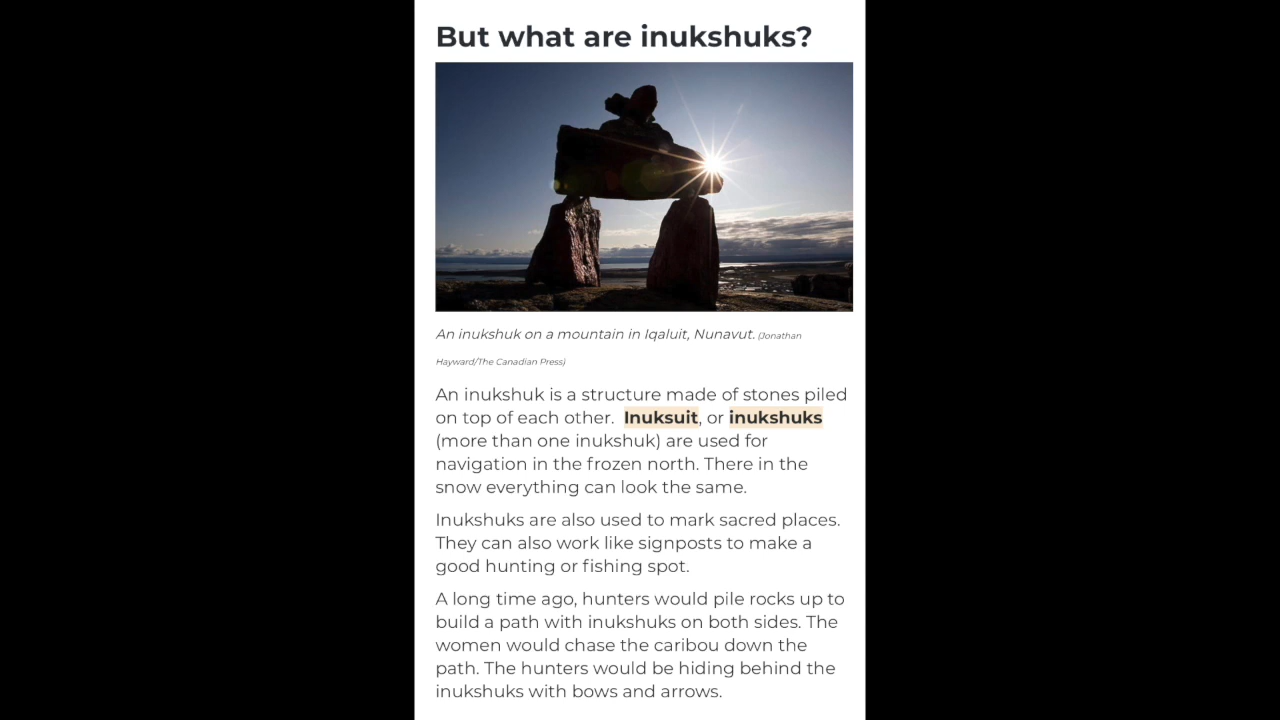 But what are inukshuks?
An inukshuk on a mountain in Iqaluit, Nunavut. (Jonathan
Hayward/The Canadian Press)
An inukshuk is a structure made of stones piled
on top of each other.  Inuksuit, or inukshuks
(more than one inukshuk) are used for
navigation in the frozen north. There in the
snow everything can look the same.
Inukshuks are also used to mark sacred places.
They can also work like signposts to make a
good hunting or fishing spot.
A long time ago, hunters would pile rocks up to
build a path with inukshuks on both sides. The
women would chase the caribou down the
path. The hunters would be hiding behind the
inukshuks with bows and arrows.